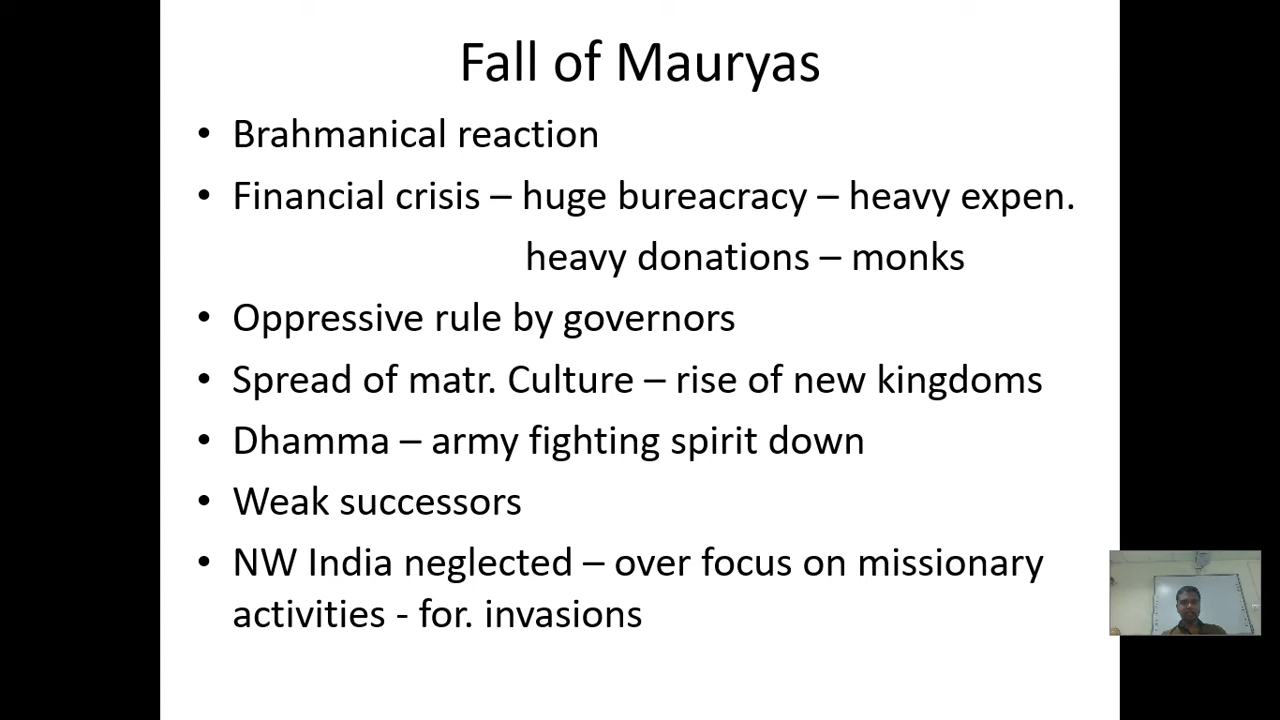 Fall of Mauryas
• Brahmanical reaction
• Financial crisis – huge bureacracy – heavy expen.
heavy donations – monks
• Oppressive rule by governors
• Spread of matr. Culture – rise of new kingdoms
• Dhamma – army fighting spirit down
• Weak successors
• NW India neglected – over focus on missionary
activities - for. invasions